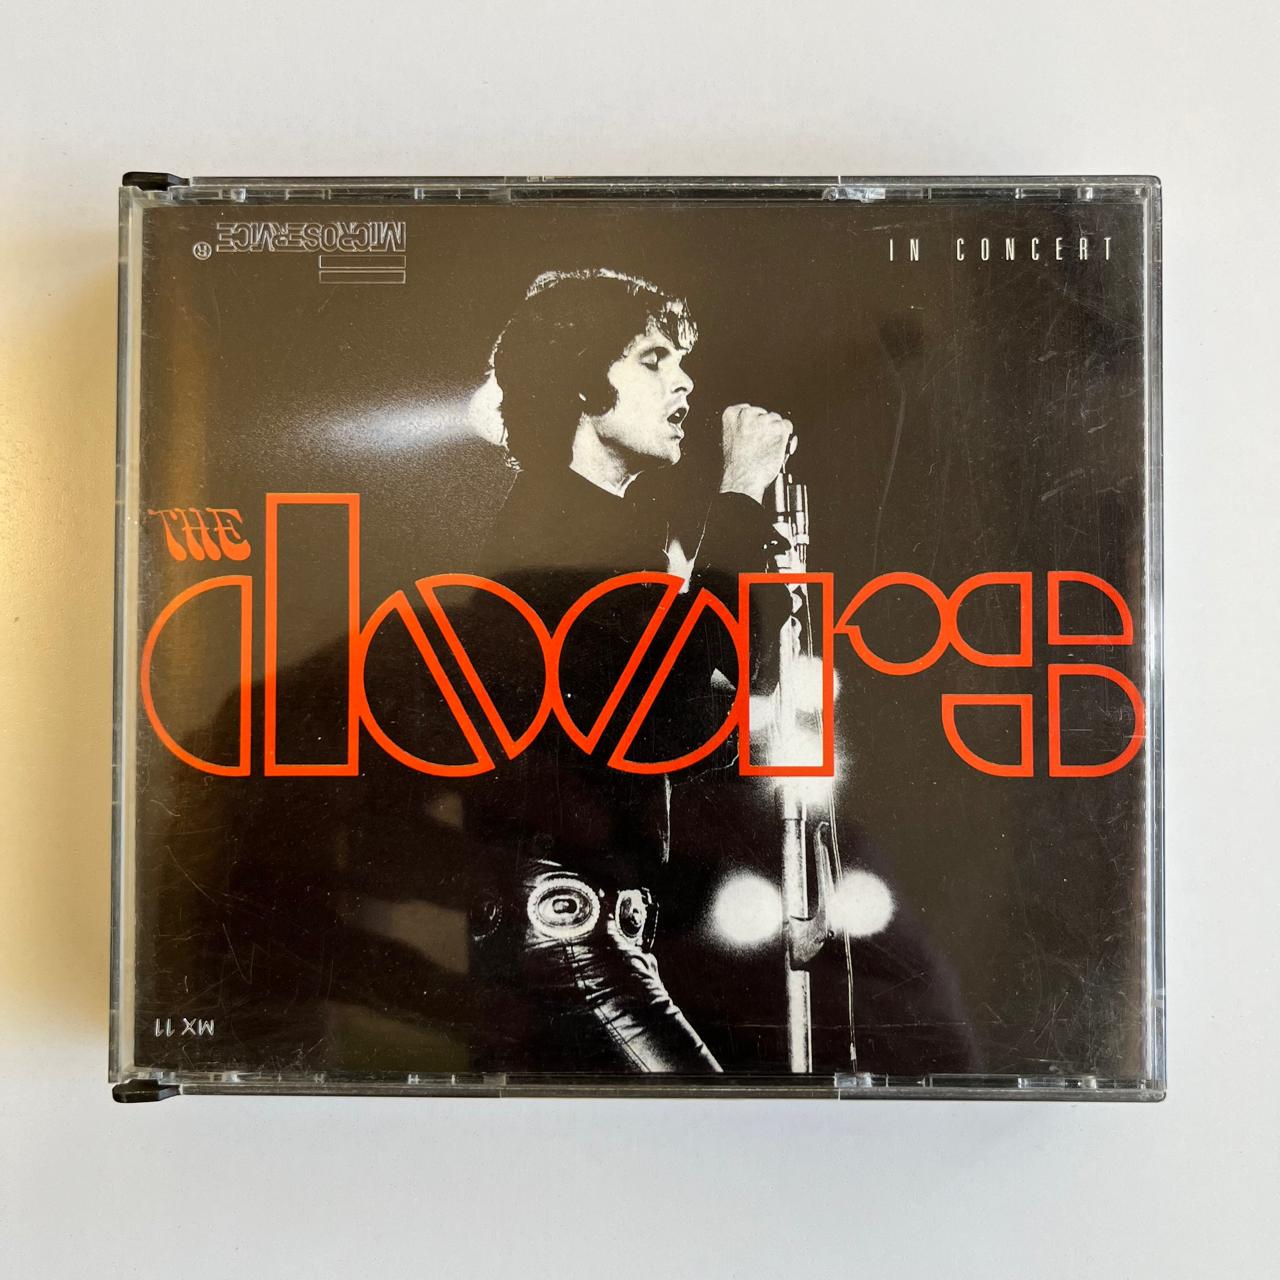 MICROSERVICE ®
IN CONCERT
THE
doors
MX 11